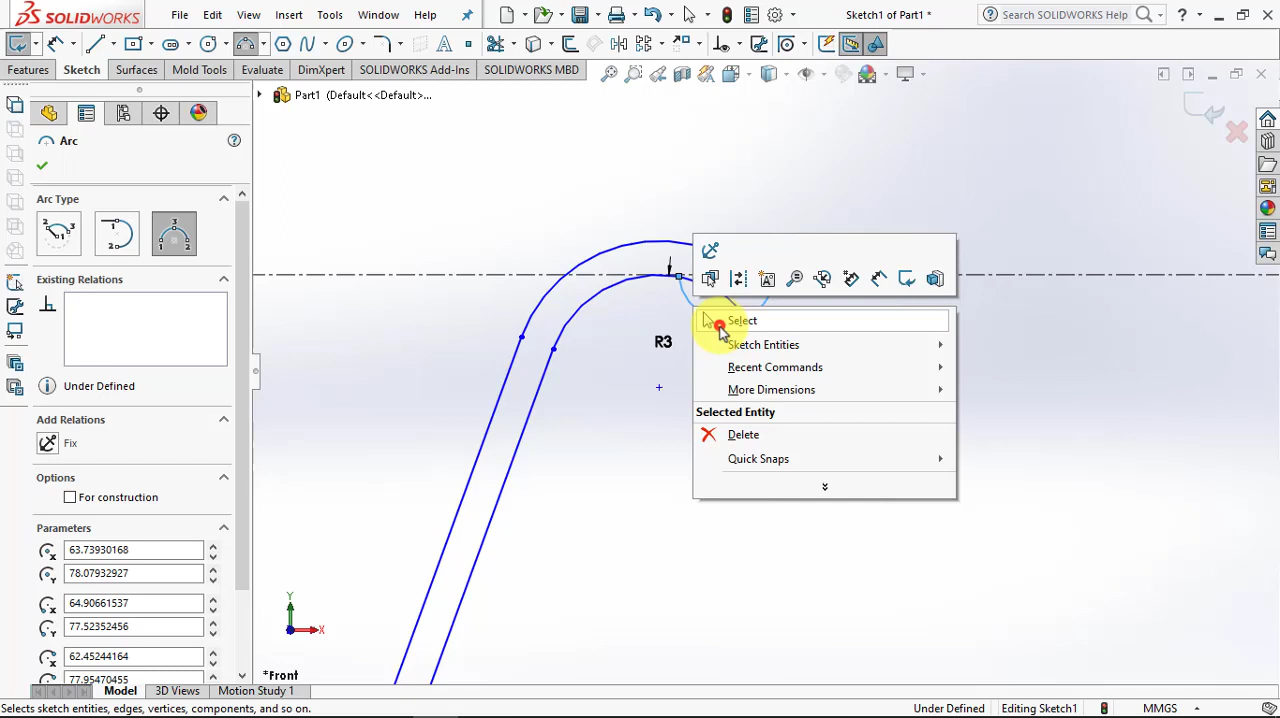 SOLIDWORKS File Edit View Insert Tools Window Help Sketch1 of Part1 * Search SOLIDWORKS Help ?
Features Sketch Surfaces Mold Tools Evaluate DimXpert SOLIDWORKS Add-Ins SOLIDWORKS MBD
Part1 (Default<<Default>...
Arc
Arc Type
Existing Relations
Under Defined
Add Relations
Fix
Options
For construction
Parameters
63.73930168
78.07932927
64.90661537
77.52352456
62.45244164
77.95470455
R3
Select
Sketch Entities
Recent Commands
More Dimensions
Selected Entity
Delete
Quick Snaps
Y
X
*Front
Model 3D Views Motion Study 1
Selects sketch entities, edges, vertices, components, and so on. Under Defined Editing Sketch1 MMGS